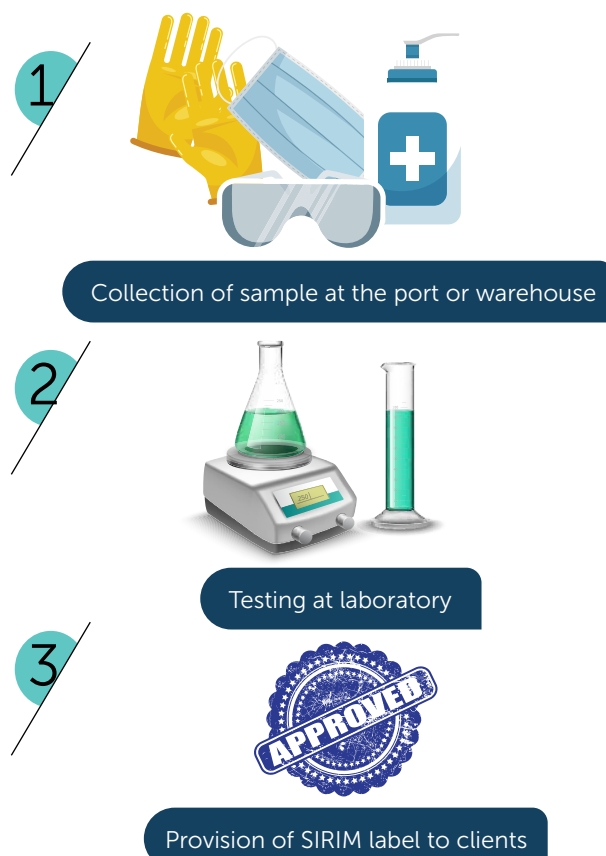 1
Collection of sample at the port or warehouse
2
Testing at laboratory
3
APPROVED
Provision of SIRIM label to clients